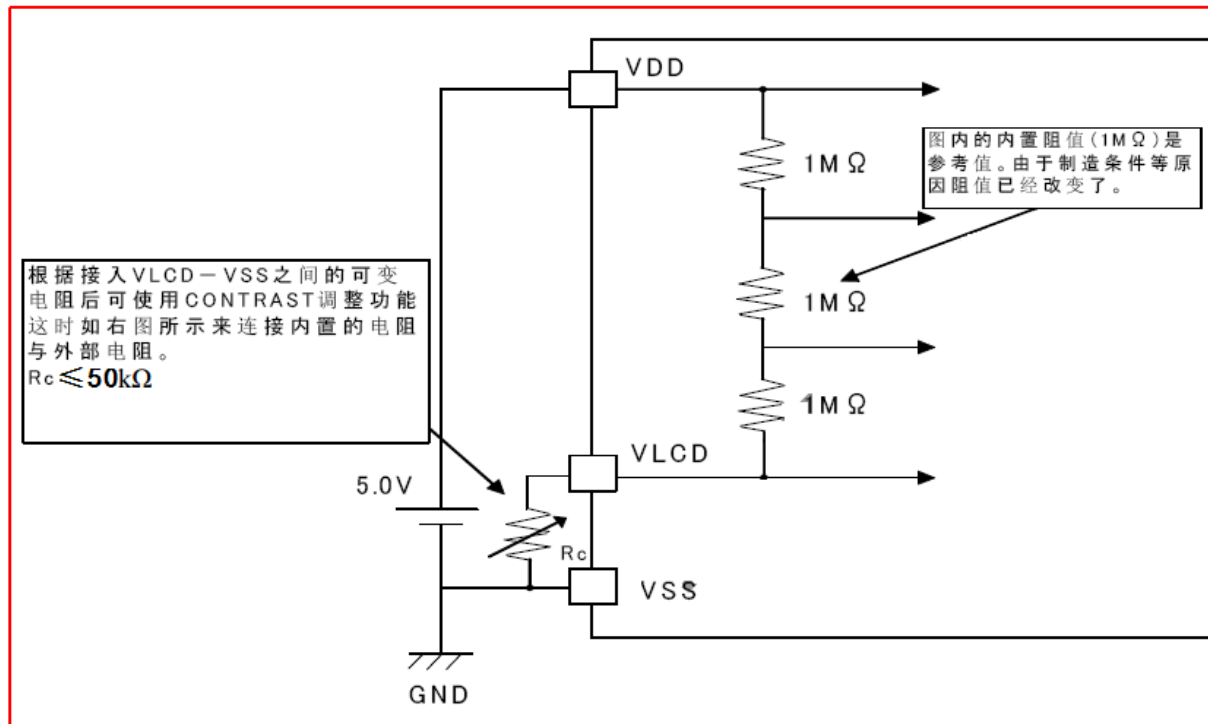 VDD
1MΩ
图内的内置阻值(1MΩ)是
参考值。由于制造条件等原
因阻值已经改变了。
根据接入VLCD－VSS之间的可变
电阻后可使用CONTRAST调整功能
这时如右图所示来连接内置的电阻
与外部电阻。
Rc≤50kΩ
1MΩ
1MΩ
VLCD
5.0V
Rc
VSS
GND